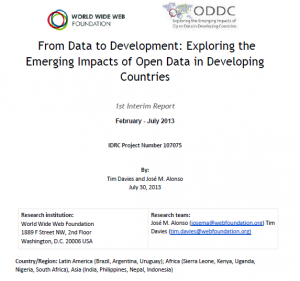 WORLD WIDE WEB
FOUNDATION
ODDC
Exploring the Emerging Impacts of
Open Data in Developing Countries
From Data to Development: Exploring the
Emerging Impacts of Open Data in Developing
Countries
1st Interim Report
February - July 2013
IDRC Project Number 107075
By:
Tim Davies and José M. Alonso
July 30, 2013
Research institution:
World Wide Web Foundation
1889 F Street NW, 2nd Floor
Washington, D.C. 20006 USA
Research team:
José M. Alonso (josema@webfoundation.org) Tim
Davies (tim.davies@webfoundation.org)
Country/Region: Latin America (Brazil, Argentina, Uruguay); Africa (Sierra Leone, Kenya, Uganda,
Nigeria, South Africa), Asia (India, Philippines, Nepal, Indonesia)